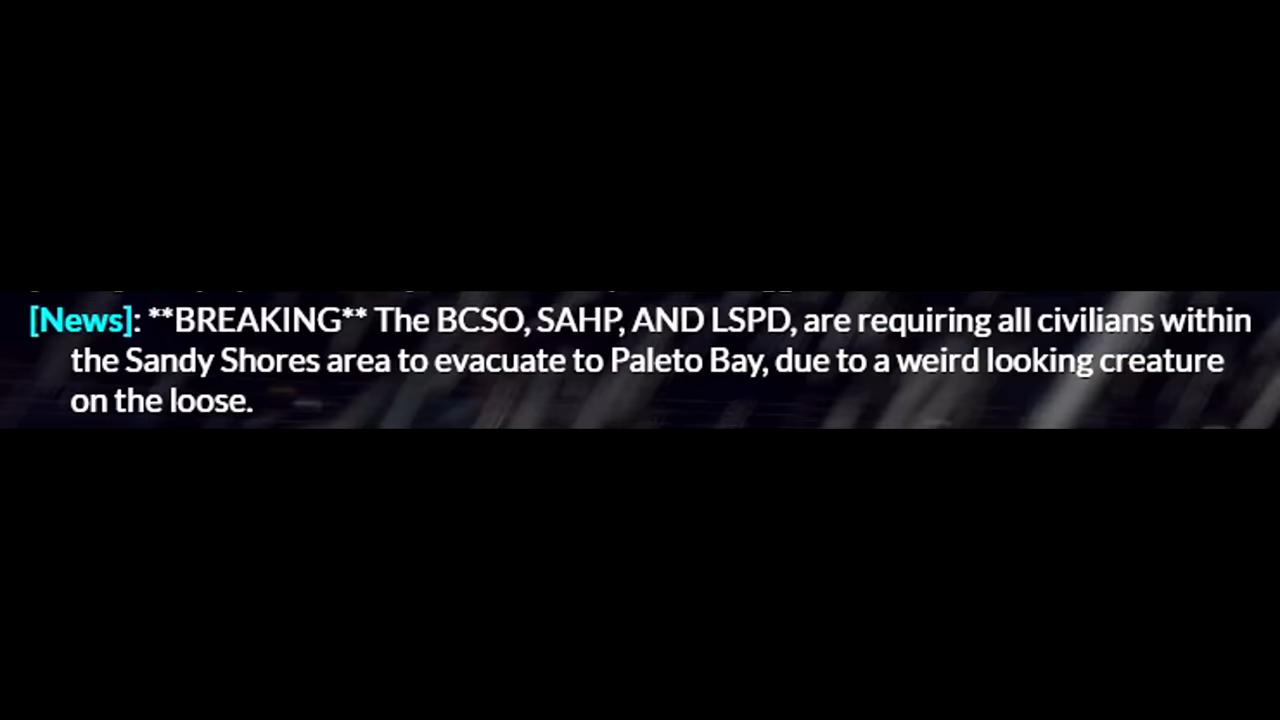 [News]: **BREAKING** The BCSO, SAHP, AND LSPD, are requiring all civilians within
the Sandy Shores area to evacuate to Paleto Bay, due to a weird looking creature
on the loose.